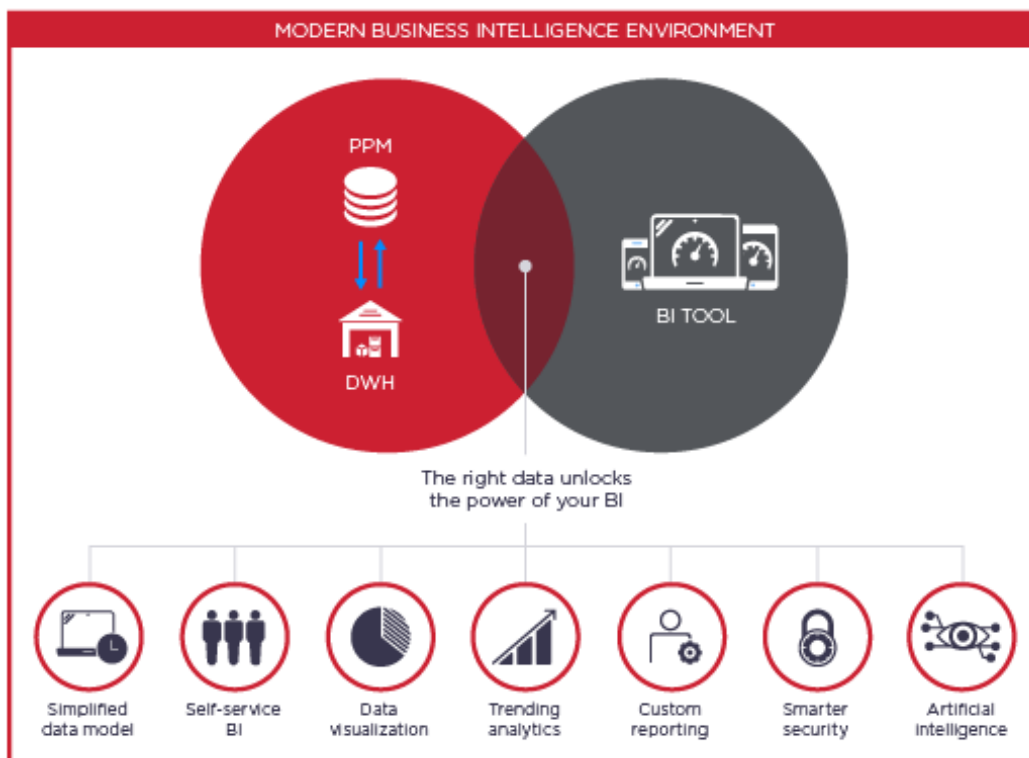 MODERN BUSINESS INTELLIGENCE ENVIRONMENT
PPM
DWH
BI TOOL
The right data unlocks
the power of your BI
Simplified
data model
Self-service
BI
Data
visualization
Trending
analytics
Custom
reporting
Smarter
security
Artificial
intelligence